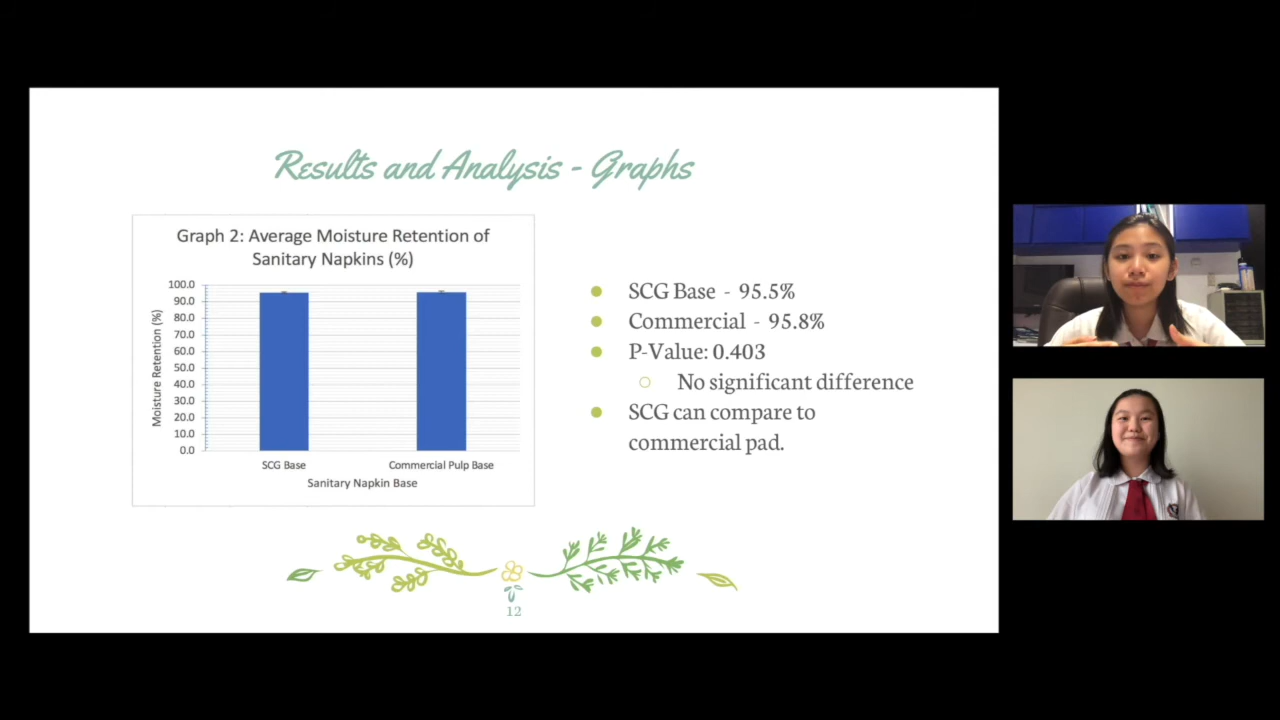 Results and Analysis - Graphs
Graph 2: Average Moisture Retention of
Sanitary Napkins (%)
Moisture Retention (%)
100.0
90.0
80.0
70.0
60.0
50.0
40.0
30.0
20.0
10.0
0.0
SCG Base
Commercial Pulp Base
Sanitary Napkin Base
SCG Base - 95.5%
Commercial - 95.8%
P-Value: 0.403
No significant difference
SCG can compare to
commercial pad.
12